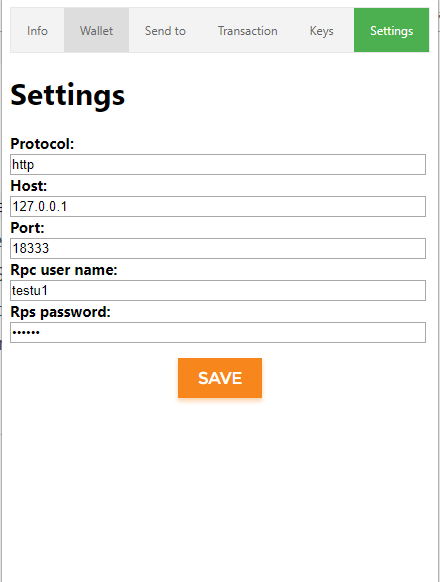 Info Wallet Send to Transaction Keys Settings
Settings
Protocol:
http
Host:
127.0.0.1
Port:
18333
Rpc user name:
testu1
Rps password:
••••••
SAVE